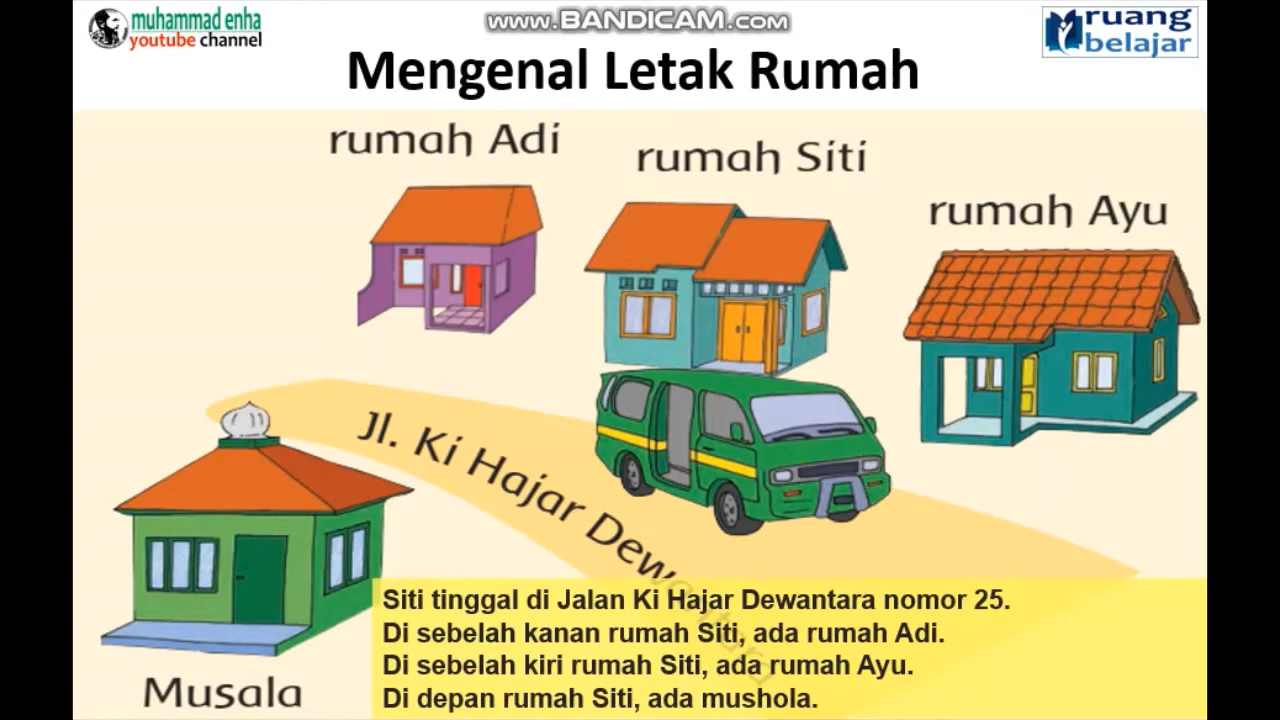 muhammad enha
youtube channel
www.BANDICAM.com
ruang
belajar
Mengenal Letak Rumah
rumah Adi
rumah Siti
rumah Ayu
Jl. Ki Hajar Dewantara
Musala
Siti tinggal di Jalan Ki Hajar Dewantara nomor 25.
Di sebelah kanan rumah Siti, ada rumah Adi.
Di sebelah kiri rumah Siti, ada rumah Ayu.
Di depan rumah Siti, ada mushola.